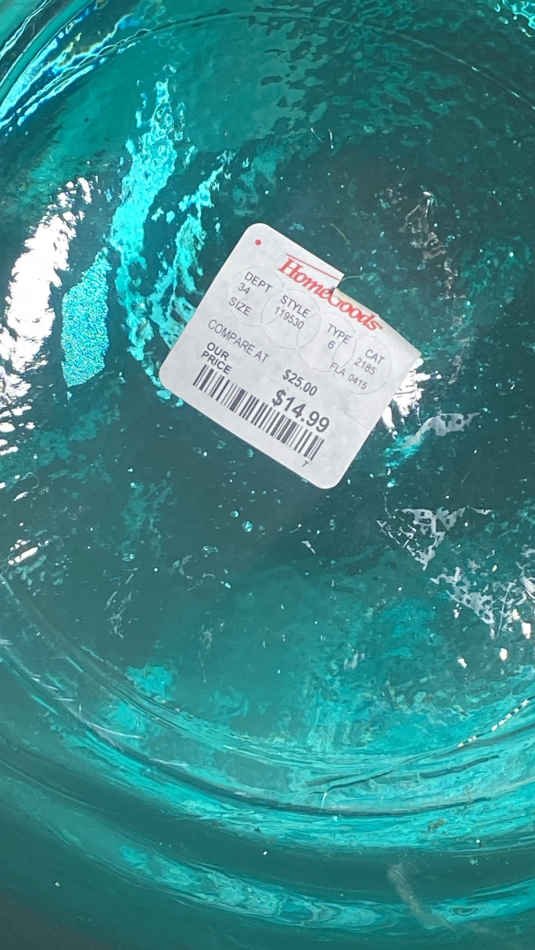 HomeGoods
DEPT STYLE TYPE CAT
34 119530 6 2185
SIZE FLA 0415
COMPARE AT $25.00
OUR
PRICE $14.99
7